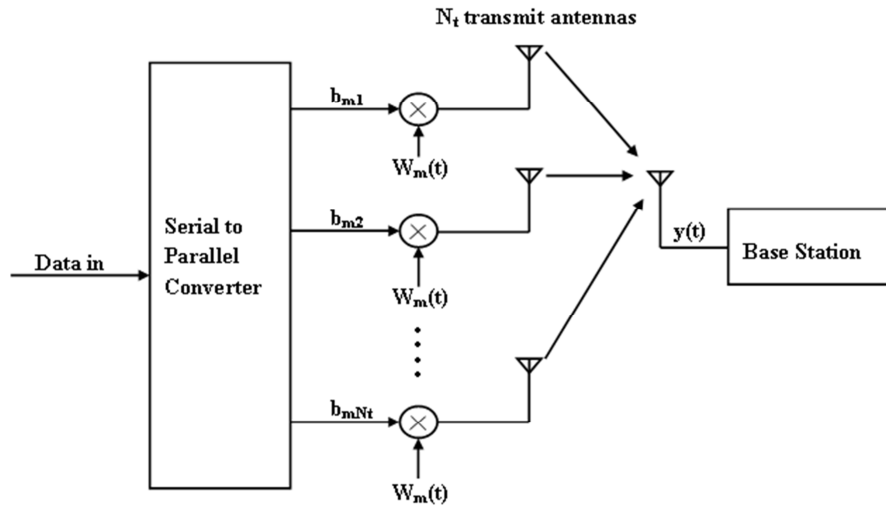 Nₜ transmit antennas
Data in
Serial to
Parallel
Converter
bₘ₁
Wₘ(t)
bₘ₂
Wₘ(t)
bₘNₜ
Wₘ(t)
y(t)
Base Station